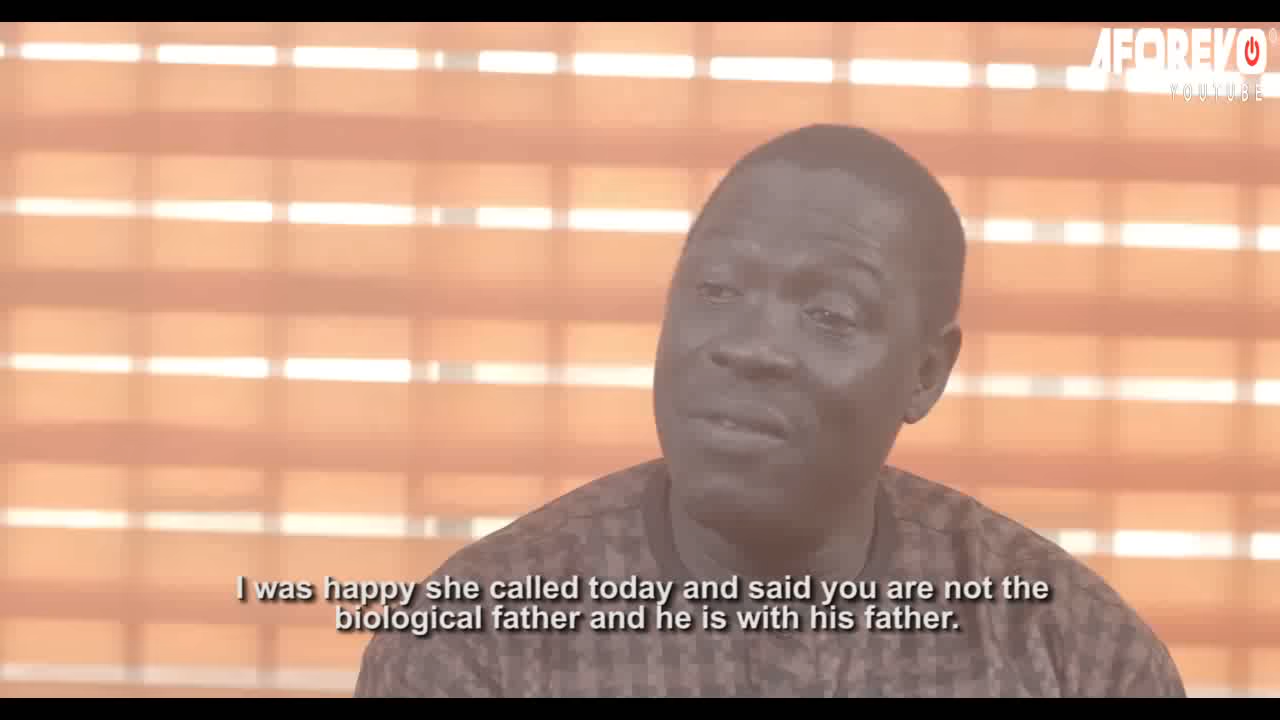 AFOREVO
YOUTUBE
I was happy she called today and said you are not the
biological father and he is with his father.